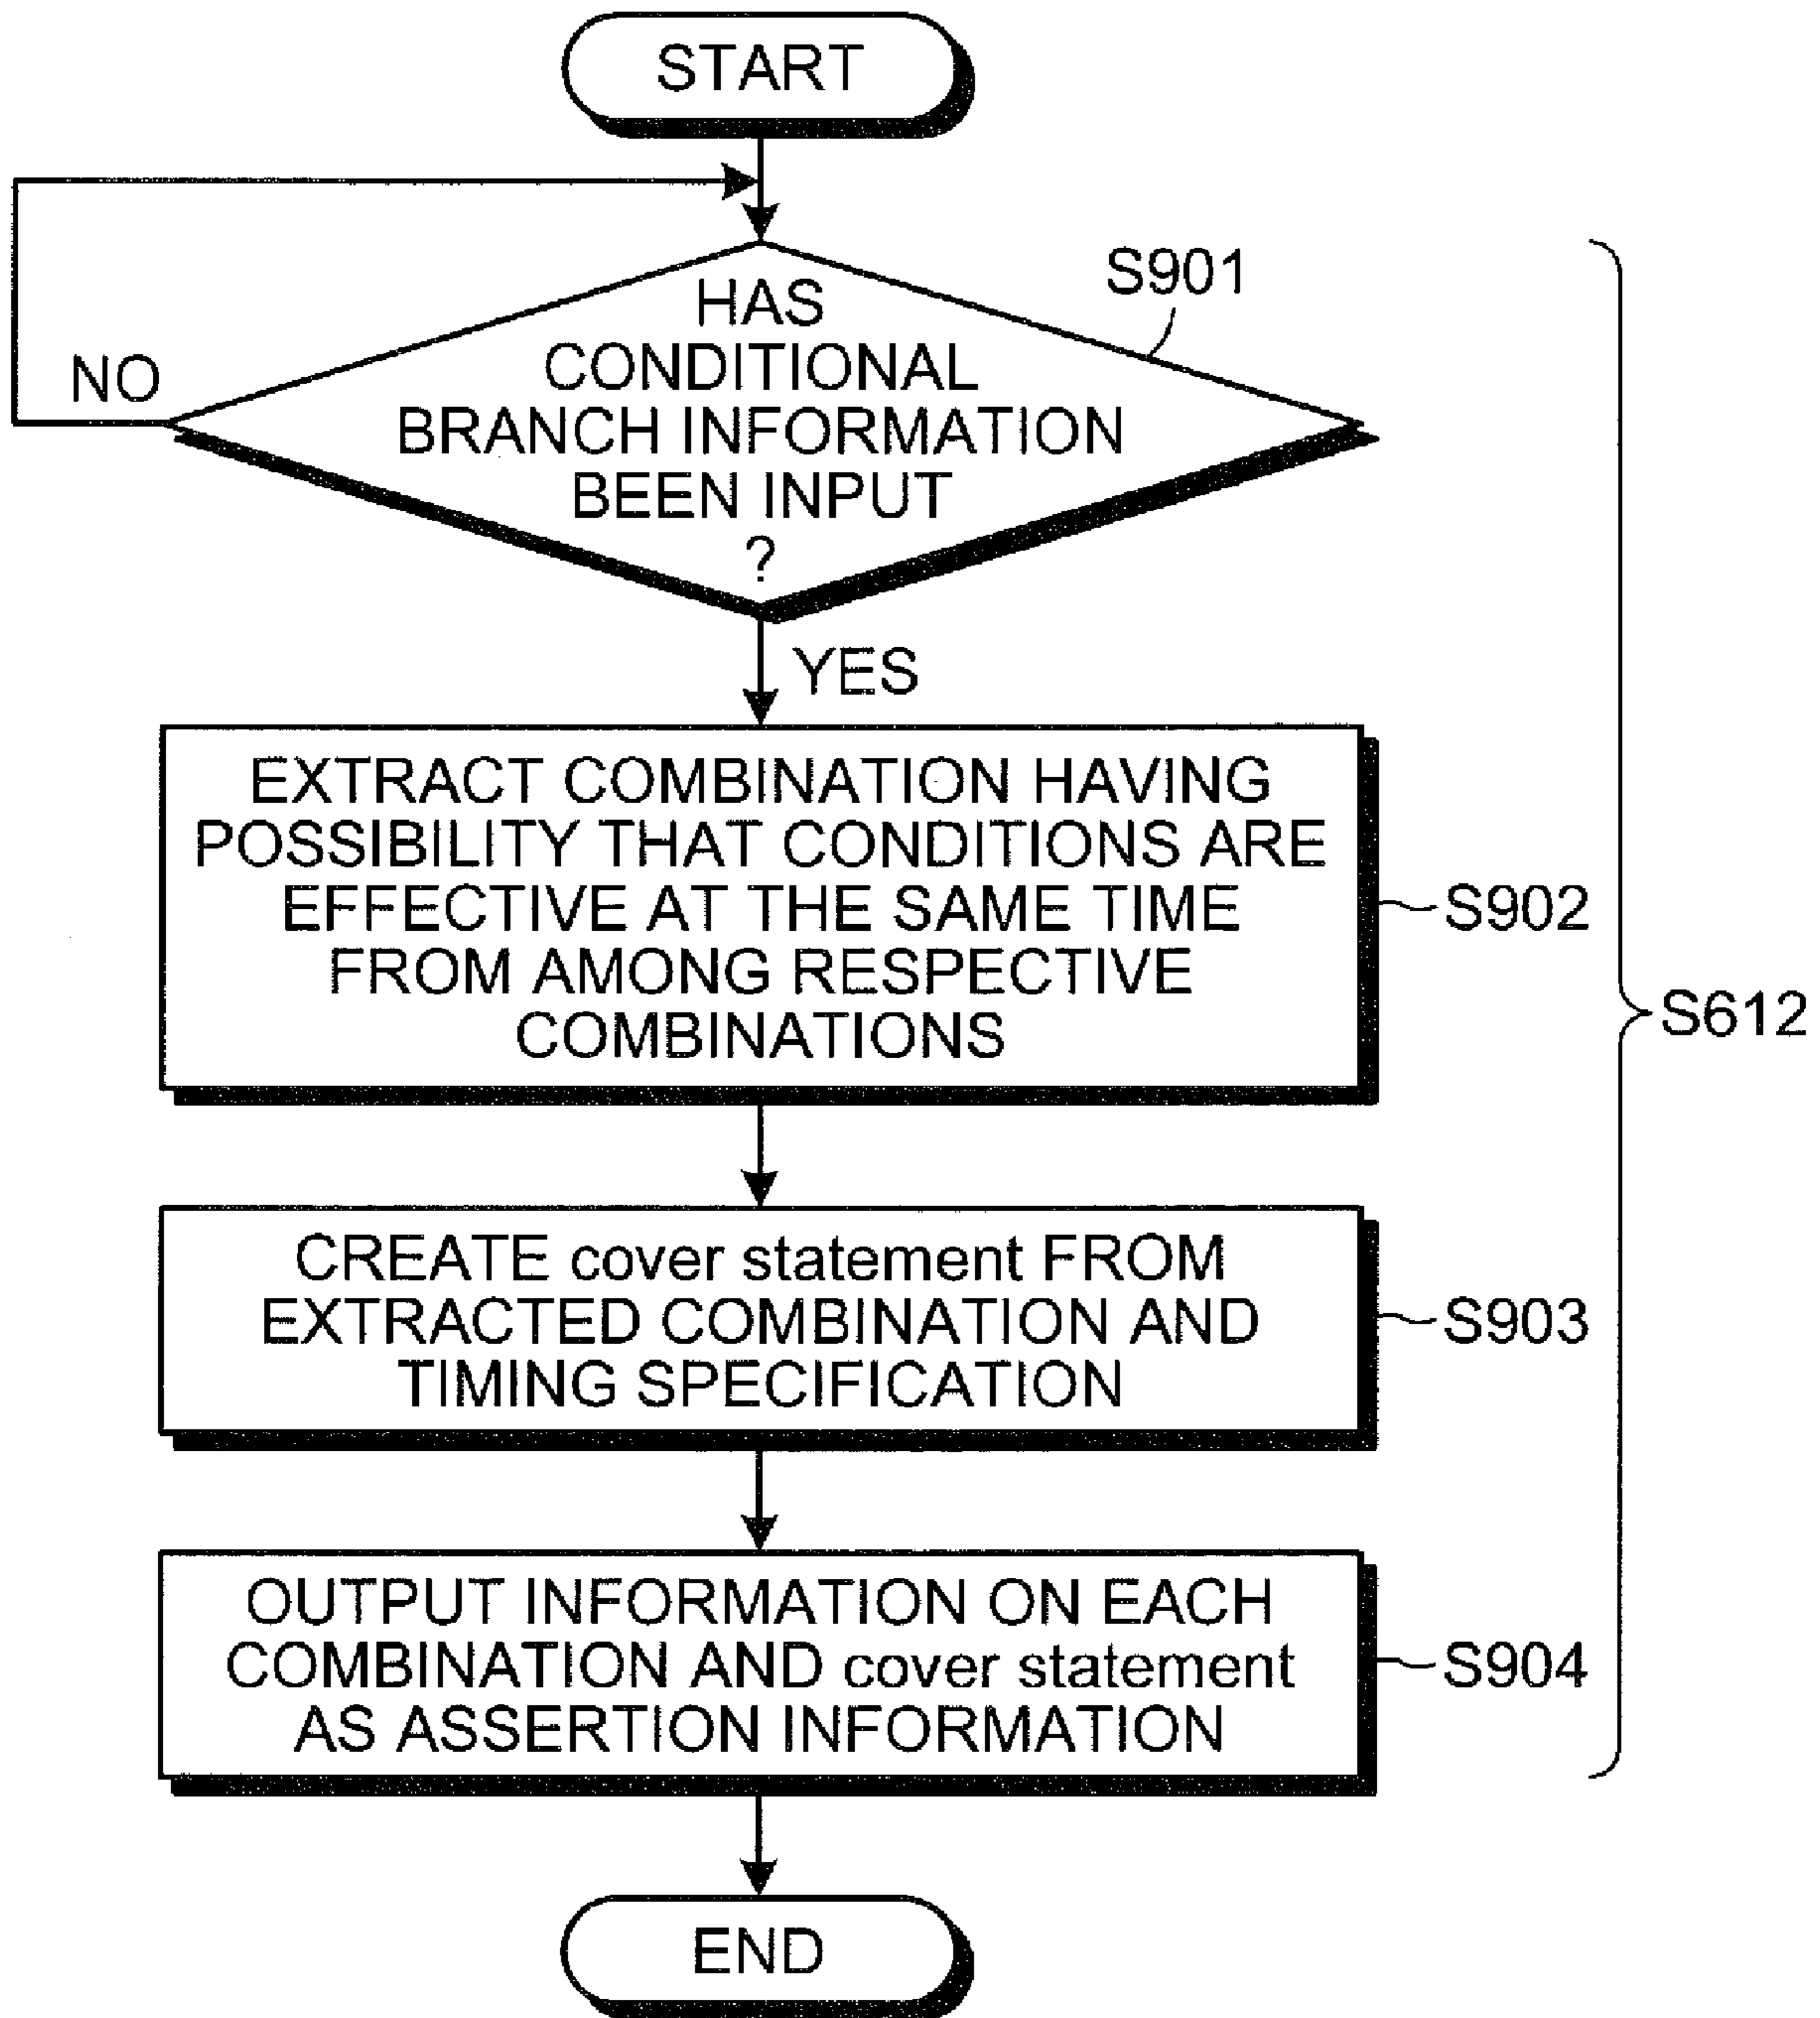 START
S901
HAS
CONDITIONAL
BRANCH INFORMATION
BEEN INPUT
?
NO
YES
EXTRACT COMBINATION HAVING
POSSIBILITY THAT CONDITIONS ARE
EFFECTIVE AT THE SAME TIME
FROM AMONG RESPECTIVE
COMBINATIONS
S902
S612
CREATE cover statement FROM
EXTRACTED COMBINATION AND
TIMING SPECIFICATION
S903
OUTPUT INFORMATION ON EACH
COMBINATION AND cover statement
AS ASSERTION INFORMATION
S904
END